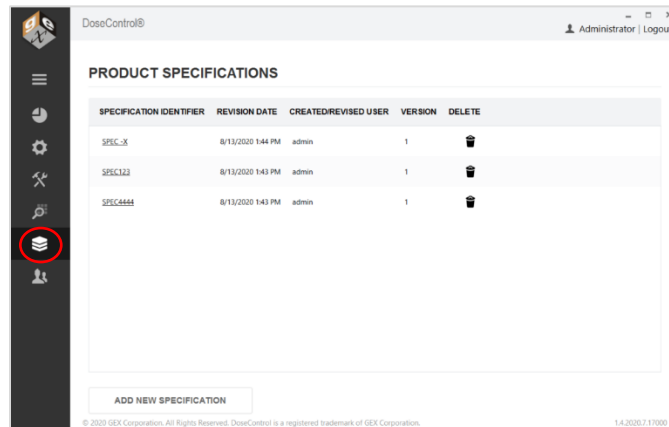 gex
DoseControl®
Administrator | Logout
PRODUCT SPECIFICATIONS
SPECIFICATION IDENTIFIER REVISION DATE CREATED/REVISED USER VERSION DELETE
SPEC -X 8/13/2020 1:44 PM admin 1
SPEC123 8/13/2020 1:43 PM admin 1
SPEC4444 8/13/2020 1:43 PM admin 1
ADD NEW SPECIFICATION
© 2020 GEX Corporation. All Rights Reserved. DoseControl is a registered trademark of GEX Corporation. 1.4.2020.7.17000